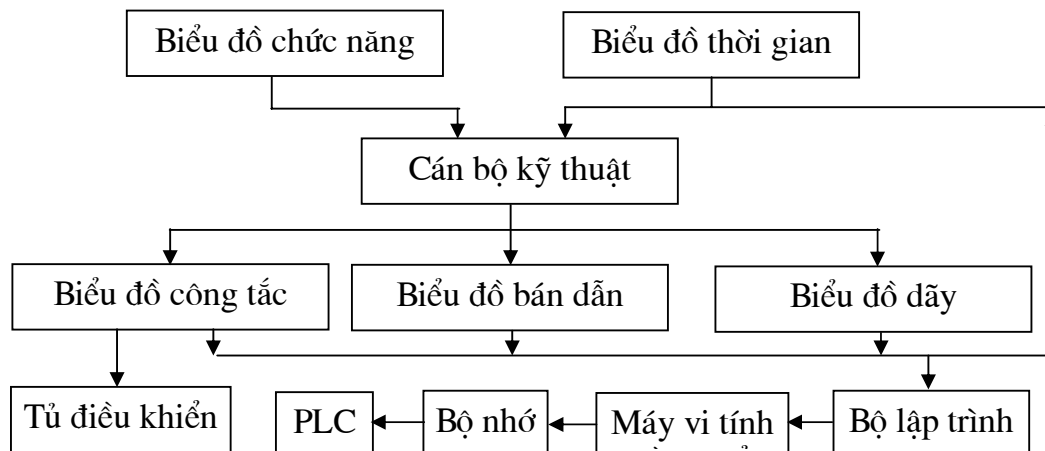 Biểu đồ chức năng
Biểu đồ thời gian
Cán bộ kỹ thuật
Biểu đồ công tắc
Biểu đồ bán dẫn
Biểu đồ dãy
Tủ điều khiển
PLC
Bộ nhớ
Máy vi tính
Bộ lập trình